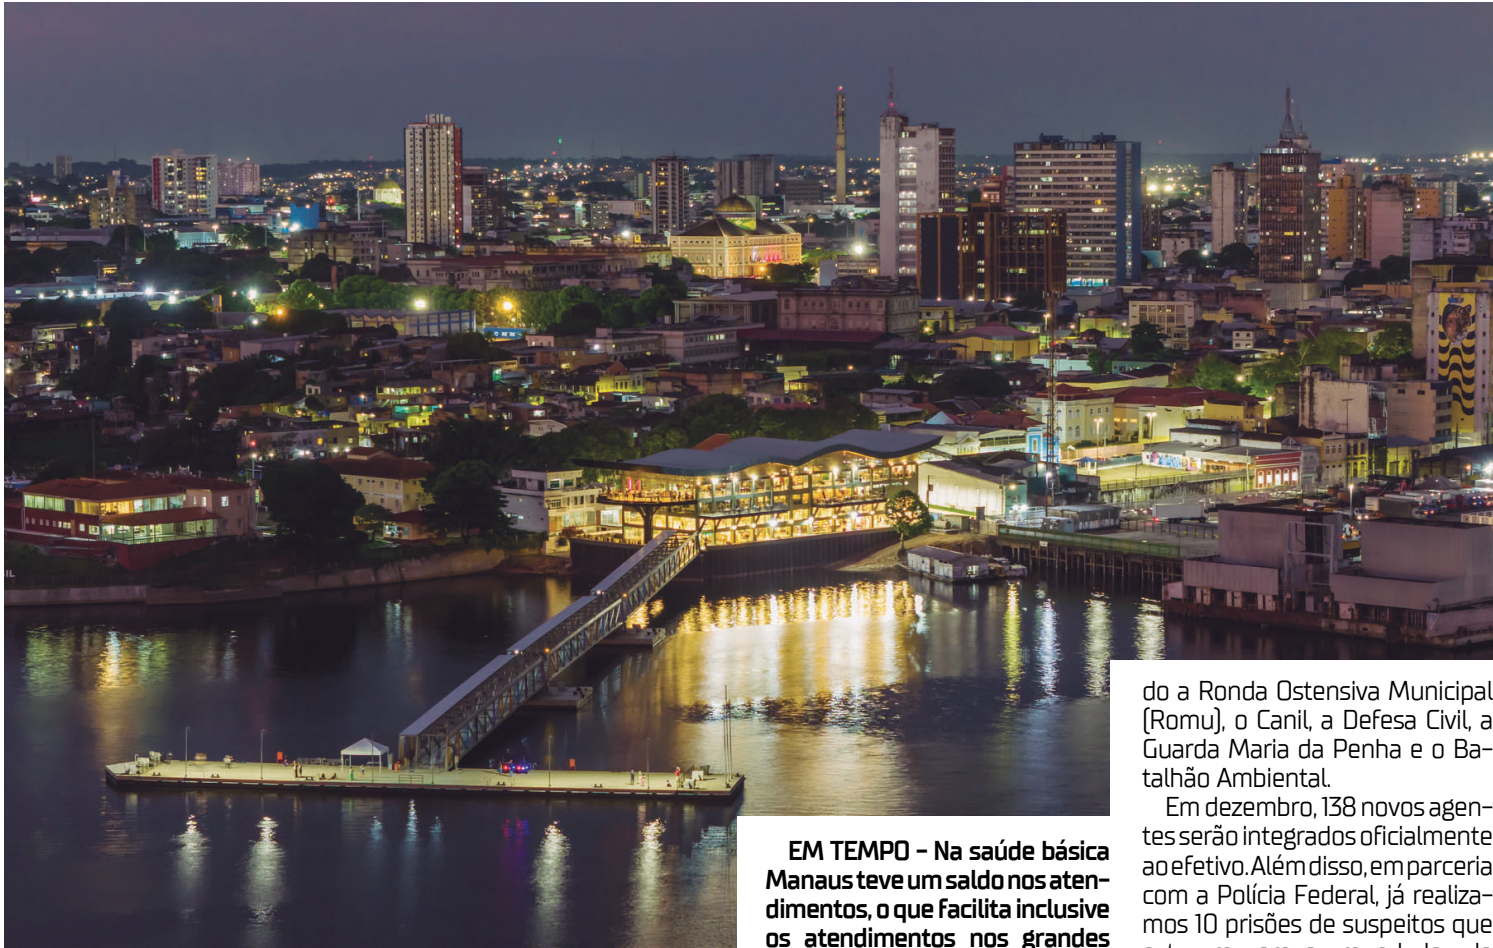 EM TEMPO – Na saúde básica
Manaus teve um saldo nos aten-
dimentos, o que facilita inclusive
os atendimentos nos grandes
do a Ronda Ostensiva Municipal
(Romu), o Canil, a Defesa Civil, a
Guarda Maria da Penha e o Ba-
talhão Ambiental.
Em dezembro, 138 novos agen-
tes serão integrados oficialmente
ao efetivo. Além disso, em parceria
com a Polícia Federal, já realiza-
mos 10 prisões de suspeitos que